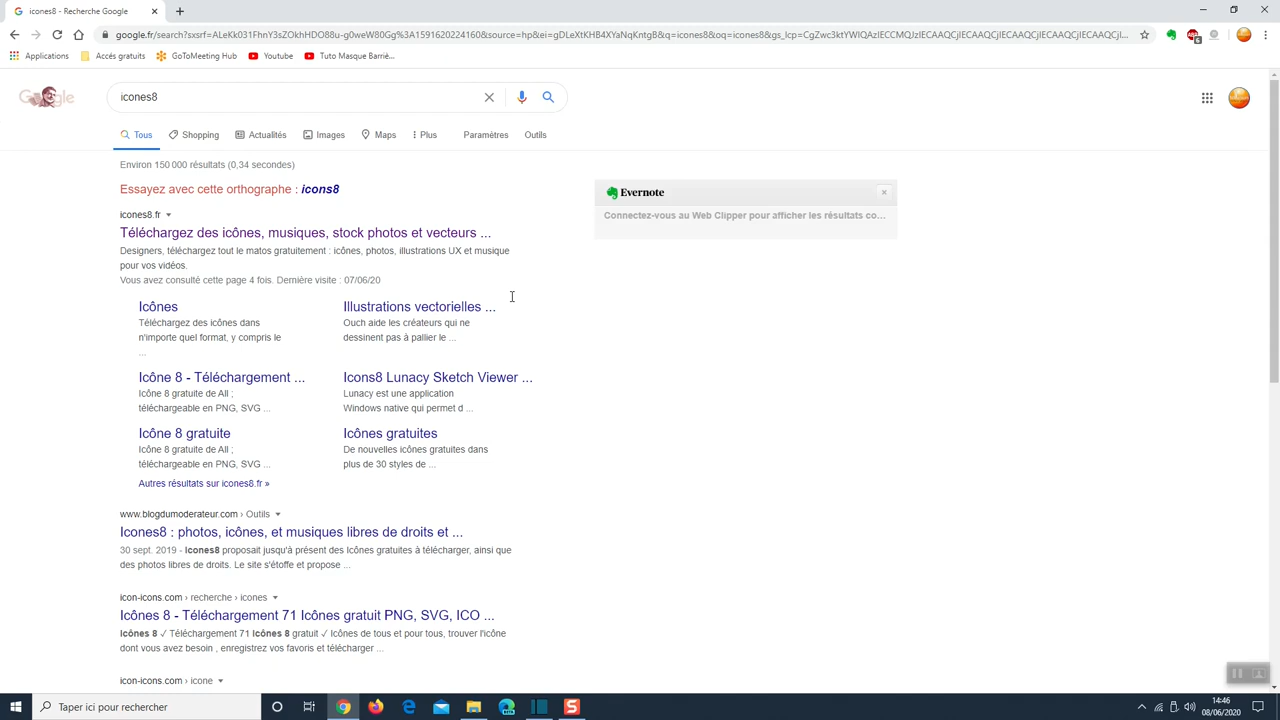 icones8 - Recherche Google
google.fr/search?sxsrf=ALeKk031FhnY3sZOkhHDO88u-g0weW80Gg%3A1591620224160&source=hp&ei=gDLeXtKHB4XYaNqKntgB&q=icones8&oq=icones8&gs_lcp=CgZwc3ktYWIQAzIECCMQJzIECAAQCjIECAAQCjIECAAQCjIECAAQCjIECAAQCjI...
Applications
Accés gratuits
GoToMeeting Hub
Youtube
Tuto Masque Barriè...
Google
icones8
Tous
Shopping
Actualités
Images
Maps
Plus
Paramètres
Outils
Environ 150 000 résultats (0,34 secondes)
Essayez avec cette orthographe : icons8
icones8.fr
Téléchargez des icônes, musiques, stock photos et vecteurs ...
Designers, téléchargez tout le matos gratuitement : icônes, photos, illustrations UX et musique
pour vos vidéos.
Vous avez consulté cette page 4 fois. Dernière visite : 07/06/20
Icônes
Téléchargez des icônes dans
n'importe quel format, y compris le
...
Illustrations vectorielles ...
Ouch aide les créateurs qui ne
dessinent pas à pallier le ...
Icône 8 - Téléchargement ...
Icône 8 gratuite de All ;
téléchargeable en PNG, SVG ...
Icons8 Lunacy Sketch Viewer ...
Lunacy est une application
Windows native qui permet d ...
Icône 8 gratuite
Icône 8 gratuite de All ;
téléchargeable en PNG, SVG ...
Icônes gratuites
De nouvelles icônes gratuites dans
plus de 30 styles de ...
Autres résultats sur icones8.fr »
www.blogdumoderateur.com › Outils
Icones8 : photos, icônes, et musiques libres de droits et ...
30 sept. 2019 - icones8 proposait jusqu'à présent des Icônes gratuites à télécharger, ainsi que
des photos libres de droits. Le site s'étoffe et propose ...
icon-icons.com › recherche › icones
Icônes 8 - Téléchargement 71 Icônes gratuit PNG, SVG, ICO ...
icônes 8 ✓ Téléchargement 71 icônes 8 gratuit ✓ Icônes de tous et pour tous, trouver l'icône
dont vous avez besoin , enregistrez vos favoris et télécharger ...
icon-icons.com › icone
Evernote
Connectez-vous au Web Clipper pour afficher les résultats co...
Taper ici pour rechercher
14:46
08/06/2020